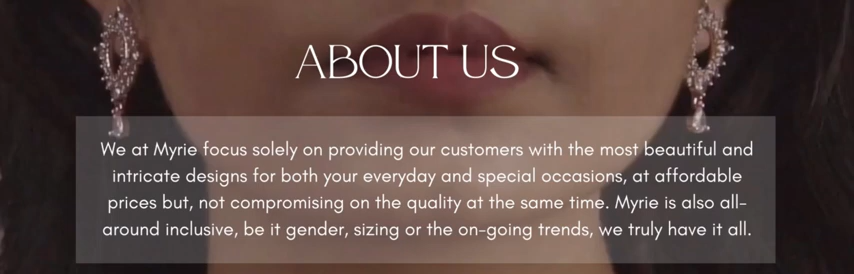 ABOUT US
We at Myrie focus solely on providing our customers with the most beautiful and
intricate designs for both your everyday and special occasions, at affordable
prices but, not compromising on the quality at the same time. Myrie is also all-
around inclusive, be it gender, sizing or the on-going trends, we truly have it all.